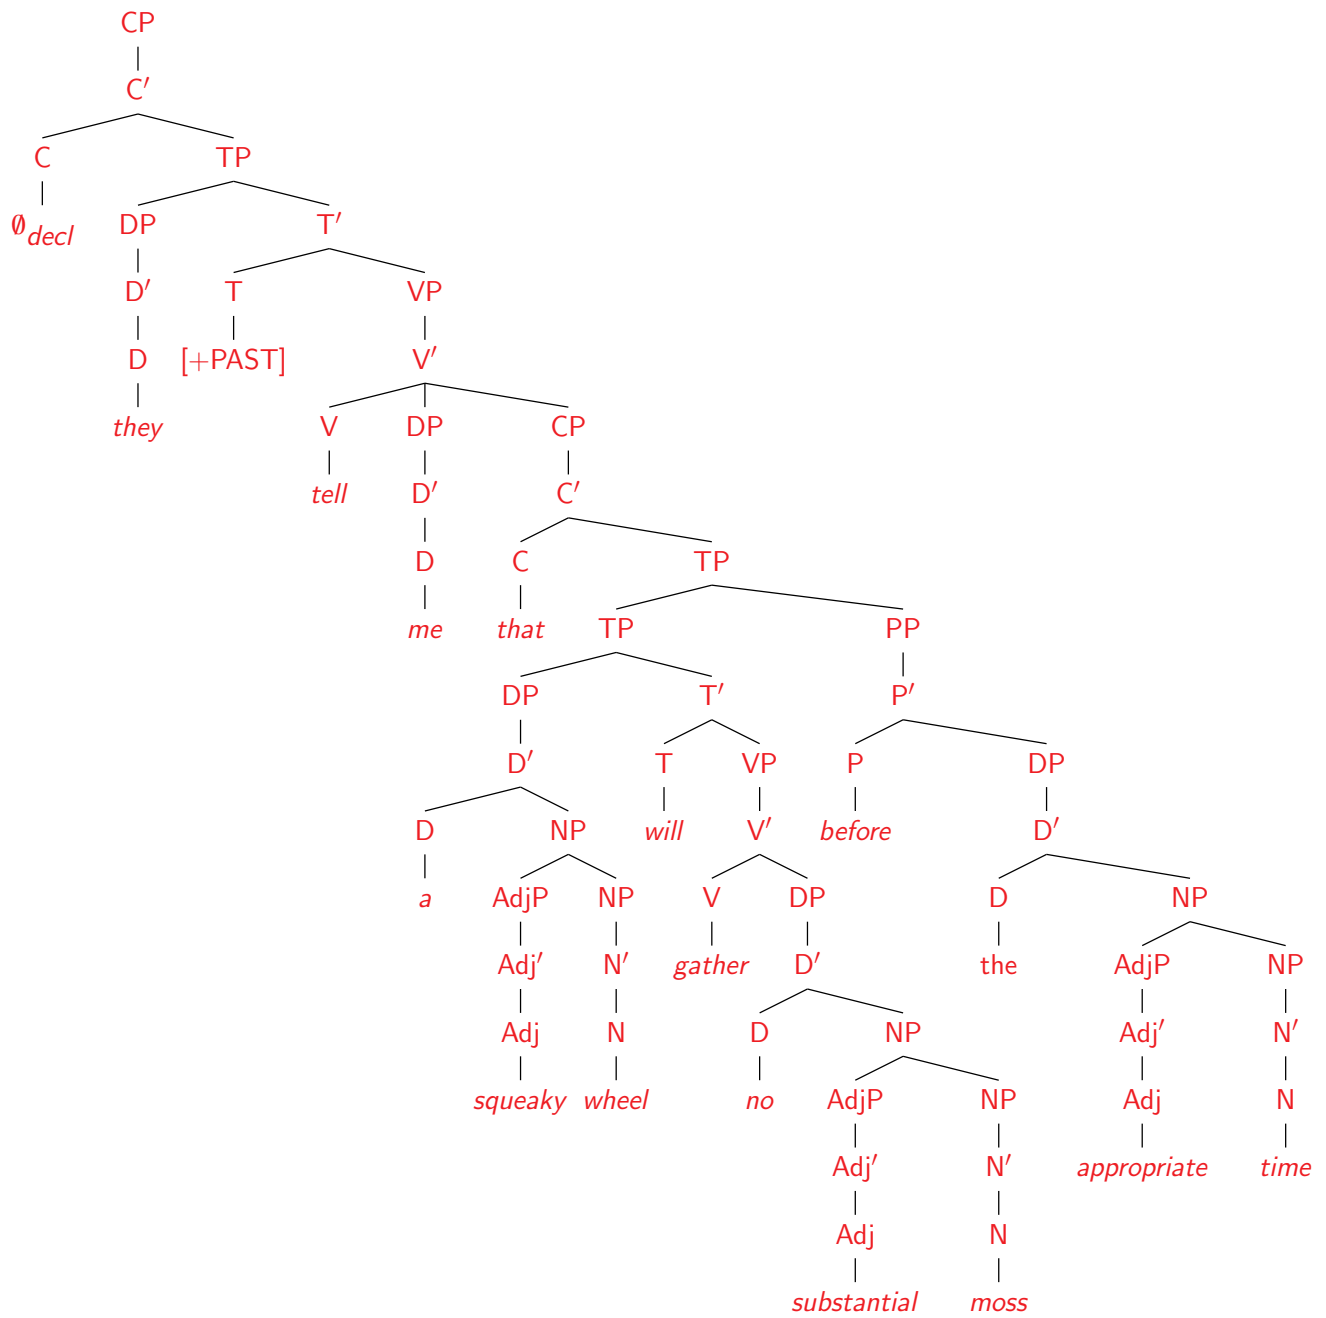 CP
C′
C TP
∅decl DP T′
D′ T VP
D [+PAST] V′
they V DP CP
tell D′ C′
D C TP
me that TP PP
DP T′ P′
D′ T VP P DP
D NP will V′ before D′
a AdjP NP V DP D NP
Adj′ N′ gather D′ the AdjP NP
Adj N D NP Adj′ N′
squeaky wheel no AdjP NP Adj N
Adj′ N′ appropriate time
Adj N
substantial moss